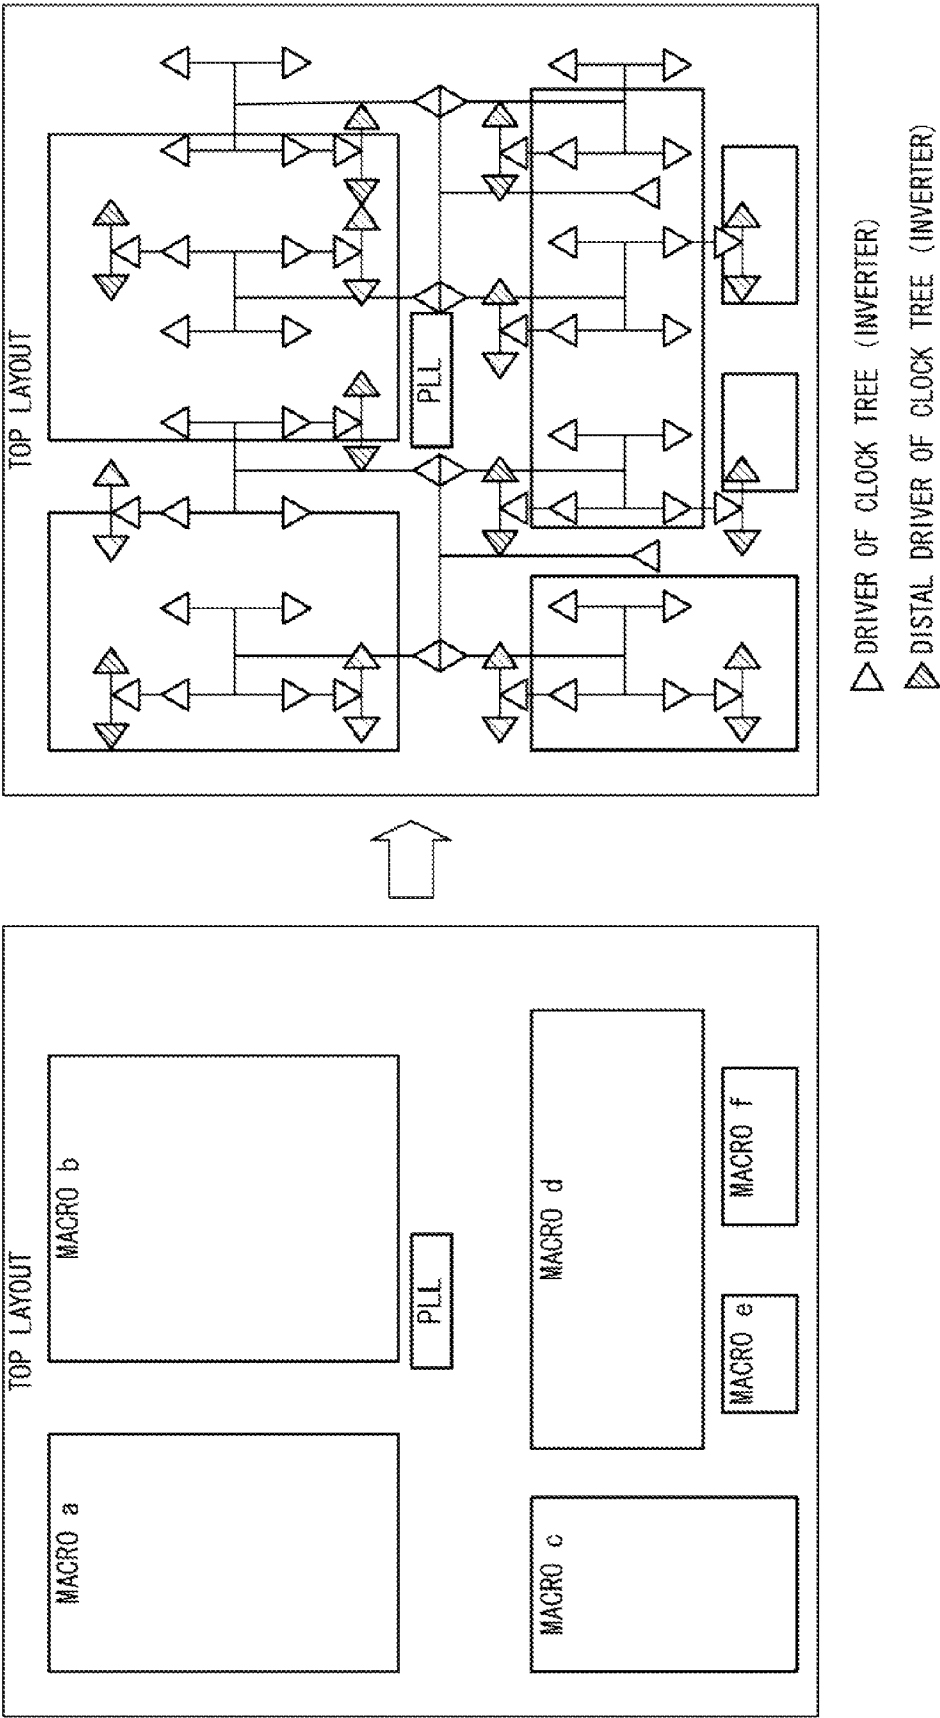 TOP LAYOUT
MACRO a
MACRO b
PLL
MACRO c
MACRO d
MACRO e
MACRO f
TOP LAYOUT
PLL
DRIVER OF CLOCK TREE (INVERTER)
DISTAL DRIVER OF CLOCK TREE (INVERTER)